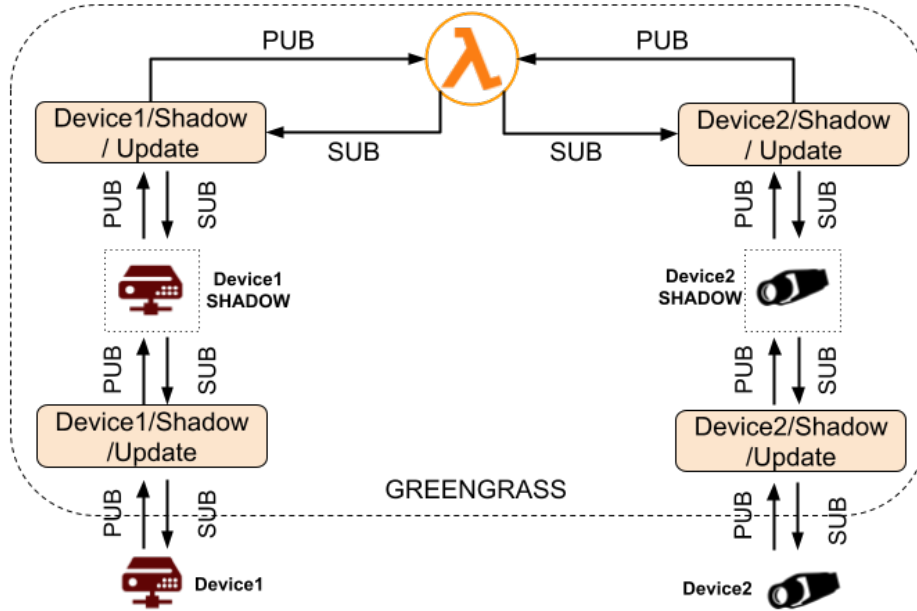 PUB
PUB
λ
Device1/Shadow
/ Update
SUB
SUB
Device2/Shadow
/ Update
PUB
SUB
PUB
SUB
Device1
SHADOW
Device2
SHADOW
PUB
SUB
PUB
SUB
Device1/Shadow
/Update
Device2/Shadow
/Update
GREENGRASS
PUB
SUB
PUB
SUB
Device1
Device2